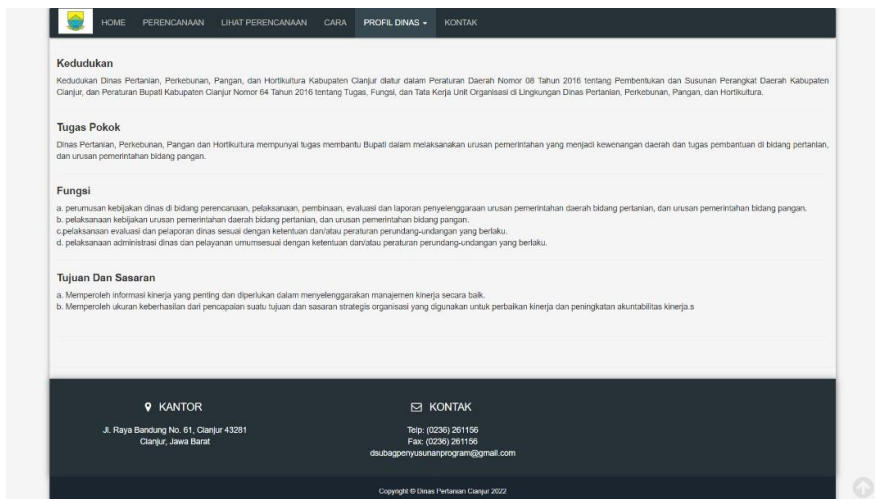 HOME PERENCANAAN LIHAT PERENCANAAN CARA PROFIL DINAS KONTAK
Kedudukan
Kedudukan Dinas Pertanian, Perkebunan, Pangan, dan Hortikultura Kabupaten Cianjur diatur dalam Peraturan Daerah Nomor 08 Tahun 2016 tentang Pembentukan dan Susunan Perangkat Daerah Kabupaten
Cianjur, dan Peraturan Bupati Kabupaten Cianjur Nomor 64 Tahun 2016 tentang Tugas, Fungsi, dan Tata Kerja Unit Organisasi di Lingkungan Dinas Pertanian, Perkebunan, Pangan, dan Hortikultura.
Tugas Pokok
Dinas Pertanian, Perkebunan, Pangan dan Hortikultura mempunyai tugas membantu Bupati dalam melaksanakan urusan pemerintahan yang menjadi kewenangan daerah dan tugas pembantuan di bidang pertanian,
dan urusan pemerintahan bidang pangan.
Fungsi
a. perumusan kebijakan dinas di bidang perencanaan, pelaksanaan, pembinaan, evaluasi dan laporan penyelenggaraan urusan pemerintahan daerah bidang pertanian, dan urusan pemerintahan bidang pangan.
b. pelaksanaan kebijakan urusan pemerintahan daerah bidang pertanian, dan urusan pemerintahan bidang pangan.
c.pelaksanaan evaluasi dan pelaporan dinas sesuai dengan ketentuan dan/atau peraturan perundang-undangan yang berlaku.
d. pelaksanaan administrasi dinas dan pelayanan umumsesuai dengan ketentuan dan/atau peraturan perundang-undangan yang berlaku.
Tujuan Dan Sasaran
a. Memperoleh informasi kinerja yang penting dan diperlukan dalam menyelenggarakan manajemen kinerja secara baik.
b. Memperoleh ukuran keberhasilan dari pencapaian suatu tujuan dan sasaran strategis organisasi yang digunakan untuk perbaikan kinerja dan peningkatan akuntabilitas kinerja.s
KANTOR
Jl. Raya Bandung No. 61, Cianjur 43281
Cianjur, Jawa Barat
KONTAK
Telp: (0236) 261156
Fax: (0236) 261156
dsubagpenyusunanprogram@gmail.com
Copyright © Dinas Pertanian Cianjur 2022